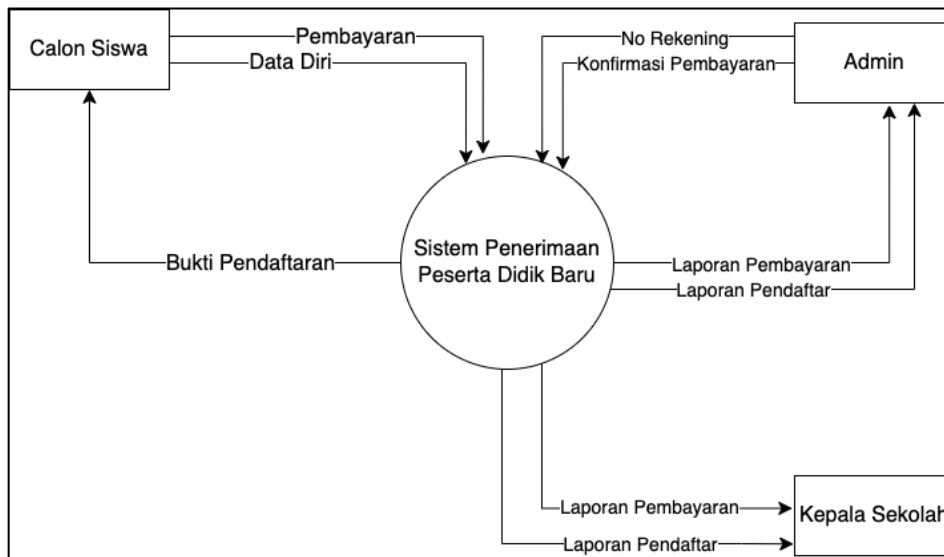 Calon Siswa
Pembayaran
Data Diri
No Rekening
Konfirmasi Pembayaran
Admin
Sistem Penerimaan
Peserta Didik Baru
Bukti Pendaftaran
Laporan Pembayaran
Laporan Pendaftar
Laporan Pembayaran
Laporan Pendaftar
Kepala Sekolah